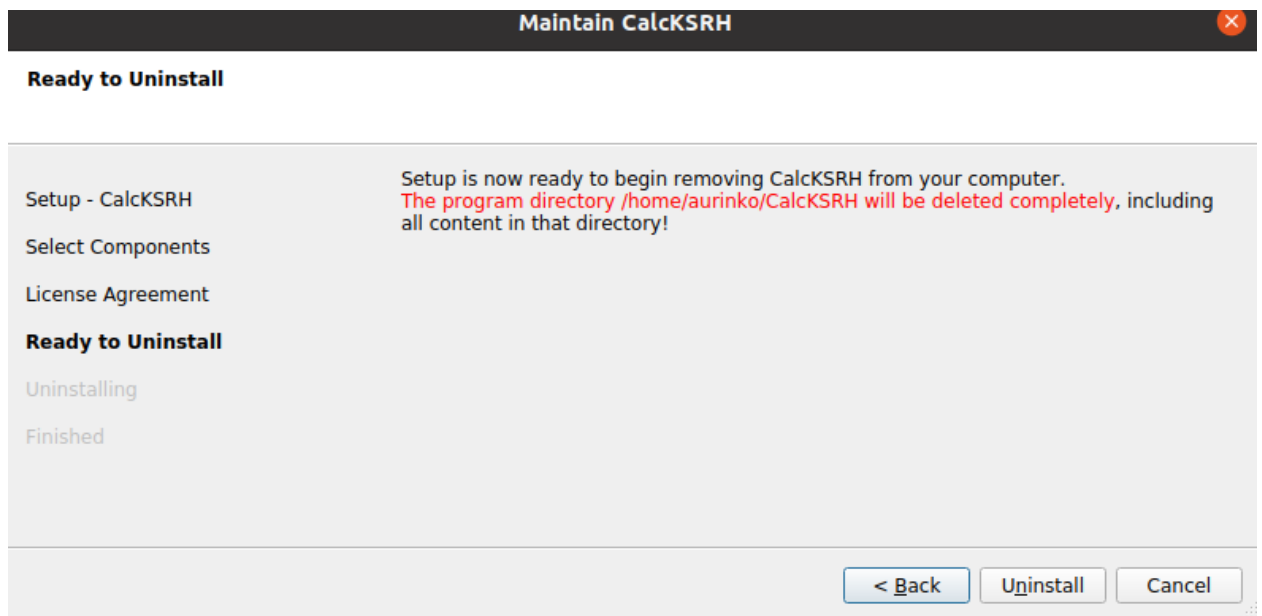 Maintain CalcKSRH
Ready to Uninstall
Setup - CalcKSRH
Select Components
License Agreement
Ready to Uninstall
Uninstalling
Finished
Setup is now ready to begin removing CalcKSRH from your computer.
The program directory /home/aurinko/CalcKSRH will be deleted completely, including
all content in that directory!
< Back
Uninstall
Cancel